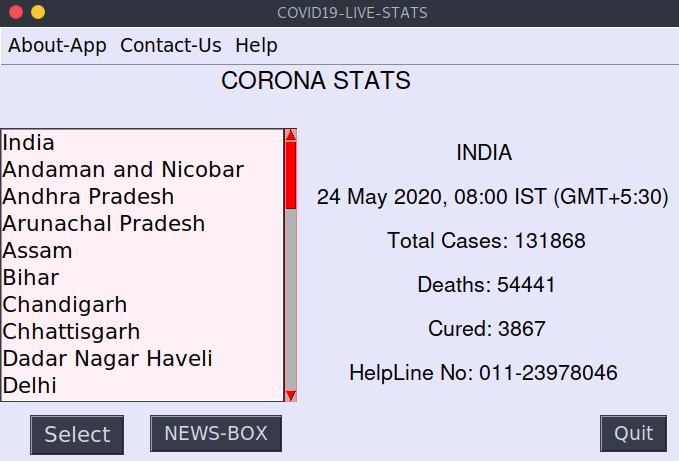 COVID19-LIVE-STATS
About-App Contact-Us Help
CORONA STATS
India
Andaman and Nicobar
Andhra Pradesh
Arunachal Pradesh
Assam
Bihar
Chandigarh
Chhattisgarh
Dadar Nagar Haveli
Delhi
INDIA
24 May 2020, 08:00 IST (GMT+5:30)
Total Cases: 131868
Deaths: 54441
Cured: 3867
HelpLine No: 011-23978046
Select NEWS-BOX Quit